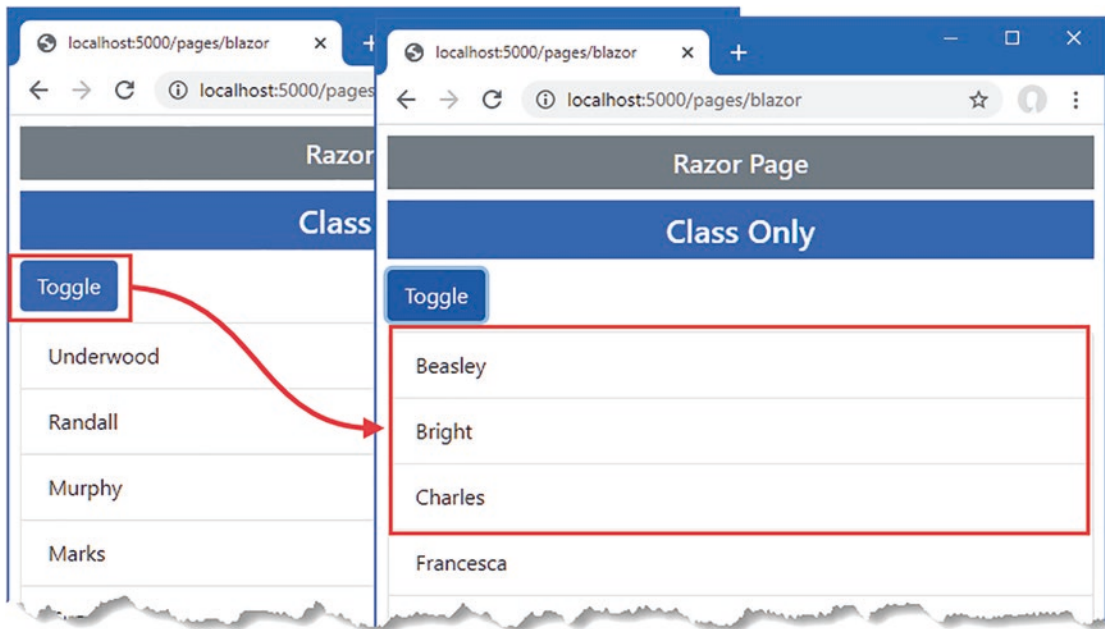 localhost:5000/pages/blazor
localhost:5000/pages
Razor
Class
Toggle
Underwood
Randall
Murphy
Marks
localhost:5000/pages/blazor
localhost:5000/pages/blazor
Razor Page
Class Only
Toggle
Beasley
Bright
Charles
Francesca